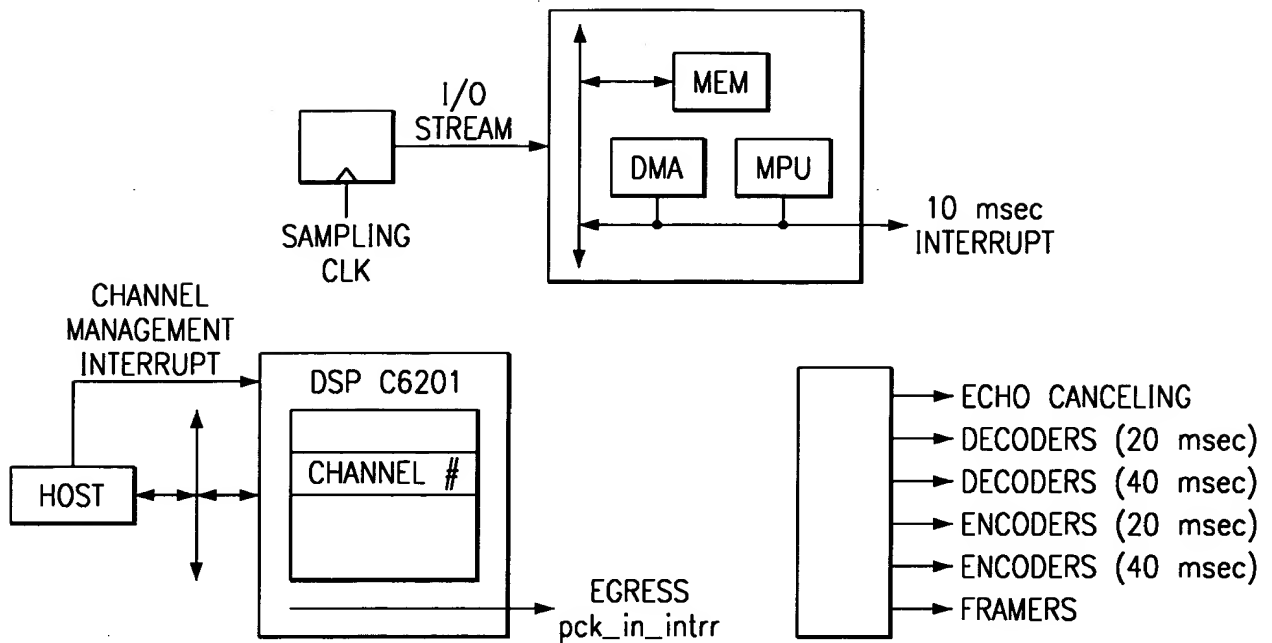 MEM
I/O
STREAM
DMA
MPU
SAMPLING
CLK
10 msec
INTERRUPT
CHANNEL
MANAGEMENT
INTERRUPT
DSP C6201
CHANNEL #
HOST
EGRESS
pck_in_intrr
ECHO CANCELING
DECODERS (20 msec)
DECODERS (40 msec)
ENCODERS (20 msec)
ENCODERS (40 msec)
FRAMERS